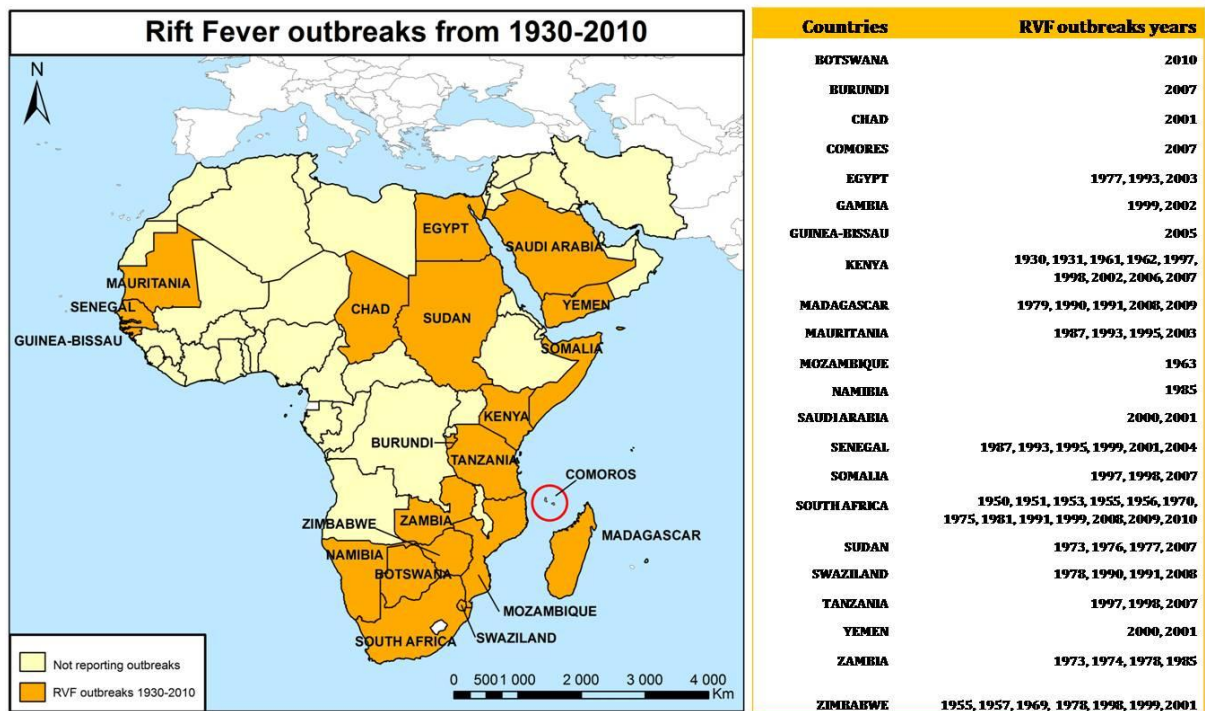 Rift Fever outbreaks from 1930-2010
N
EGYPT
SAUDI ARABIA
MAURITANIA
SENEGAL
CHAD
SUDAN
YEMEN
GUINEA-BISSAU
SOMALIA
KENYA
BURUNDI
TANZANIA
COMOROS
ZIMBABWE
ZAMBIA
MADAGASCAR
NAMIBIA
BOTSWANA
MOZAMBIQUE
SWAZILAND
SOUTH AFRICA
Not reporting outbreaks
RVF outbreaks 1930-2010
0 500 1 000 2 000 3 000 4 000
Km
Countries RVF outbreaks years
BOTSWANA 2010
BURUNDI 2007
CHAD 2001
COMORES 2007
EGYPT 1977, 1993, 2003
GAMBIA 1999, 2002
GUINEA-BISSAU 2005
KENYA 1930, 1931, 1961, 1962, 1997,
1998, 2002, 2006, 2007
MADAGASCAR 1979, 1990, 1991, 2008, 2009
MAURITANIA 1987, 1993, 1995, 2003
MOZAMBIQUE 1963
NAMIBIA 1985
SAUDI ARABIA 2000, 2001
SENEGAL 1987, 1993, 1995, 1999, 2001, 2004
SOMALIA 1997, 1998, 2007
SOUTH AFRICA 1950, 1951, 1953, 1955, 1956, 1970,
1975, 1981, 1991, 1999, 2008, 2009, 2010
SUDAN 1973, 1976, 1977, 2007
SWAZILAND 1978, 1990, 1991, 2008
TANZANIA 1997, 1998, 2007
YEMEN 2000, 2001
ZAMBIA 1973, 1974, 1978, 1985
ZIMBABWE 1955, 1957, 1969, 1978, 1998, 1999, 2001